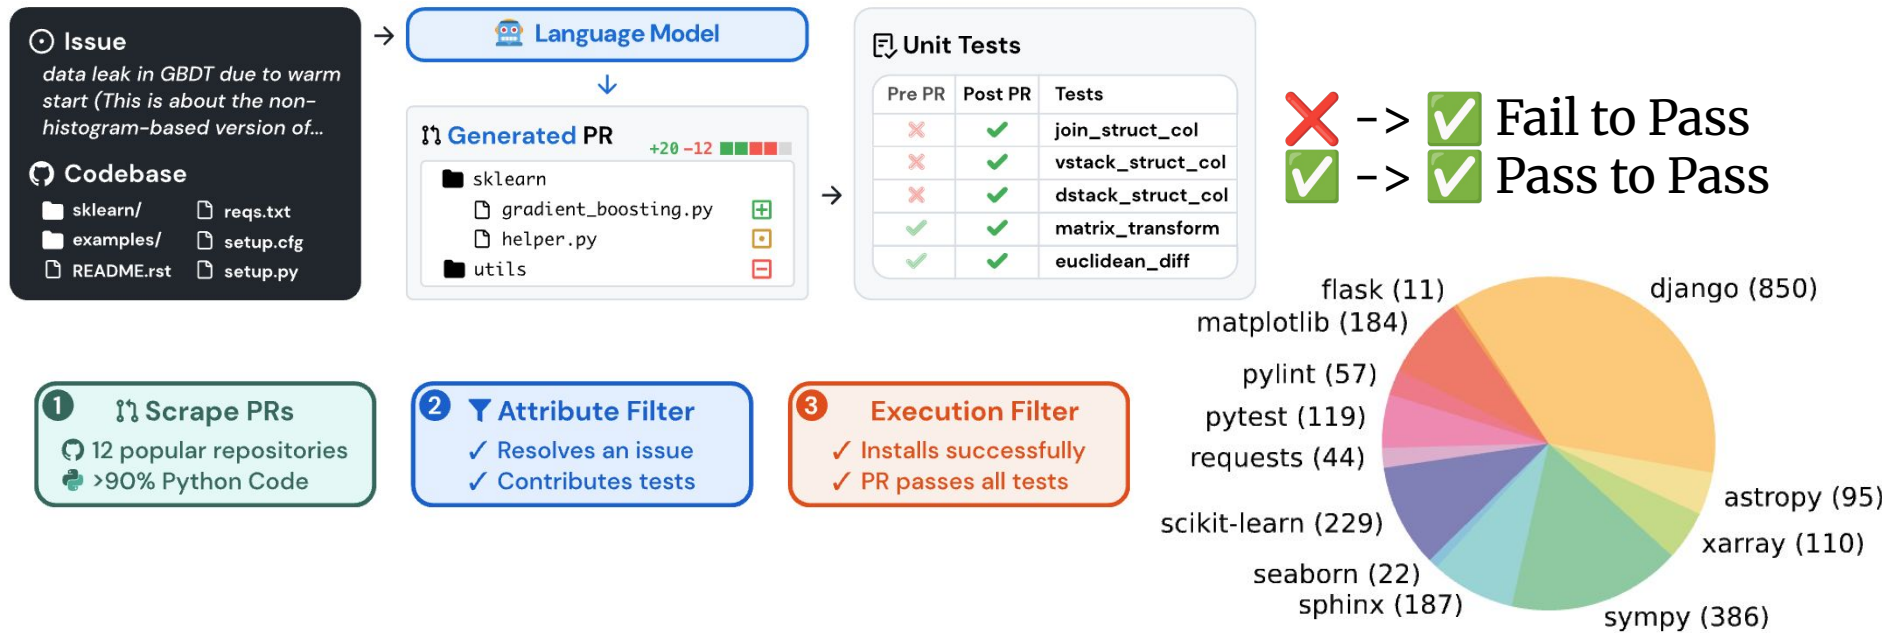 Issue
data leak in GBDT due to warm
start (This is about the non-
histogram-based version of...
Codebase
sklearn/
reqs.txt
examples/
setup.cfg
README.rst
setup.py
Language Model
Generated PR
+20 -12
sklearn
gradient_boosting.py
helper.py
utils
Unit Tests
Pre PR Post PR Tests
join_struct_col
vstack_struct_col
dstack_struct_col
matrix_transform
euclidean_diff
-> Fail to Pass
-> Pass to Pass
1 Scrape PRs
12 popular repositories
>90% Python Code
2 Attribute Filter
✓ Resolves an issue
✓ Contributes tests
3 Execution Filter
✓ Installs successfully
✓ PR passes all tests
flask (11)
django (850)
matplotlib (184)
pylint (57)
pytest (119)
requests (44)
astropy (95)
scikit-learn (229)
xarray (110)
seaborn (22)
sphinx (187)
sympy (386)